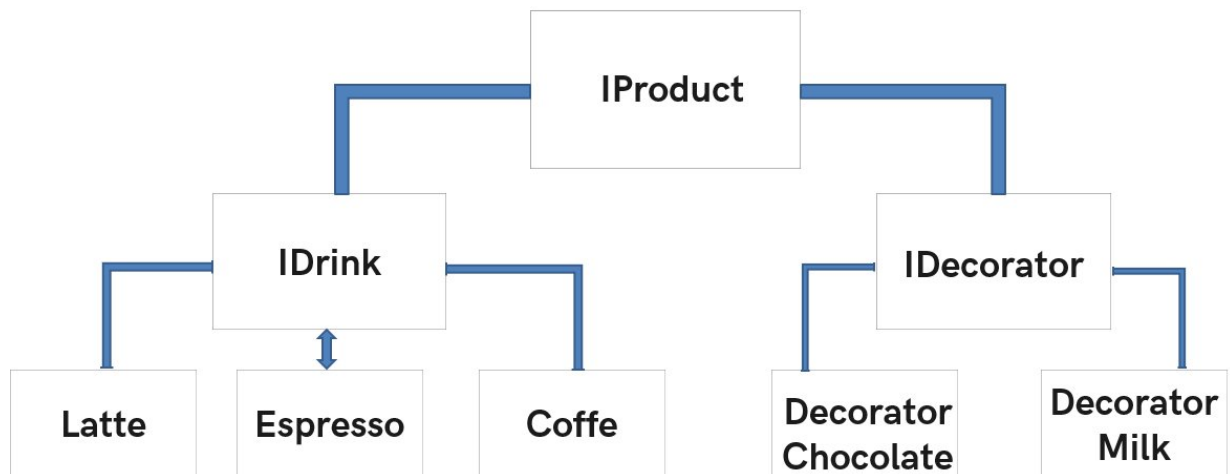 IProduct
IDrink
IDecorator
Latte
Espresso
Coffe
Decorator
Chocolate
Decorator
Milk